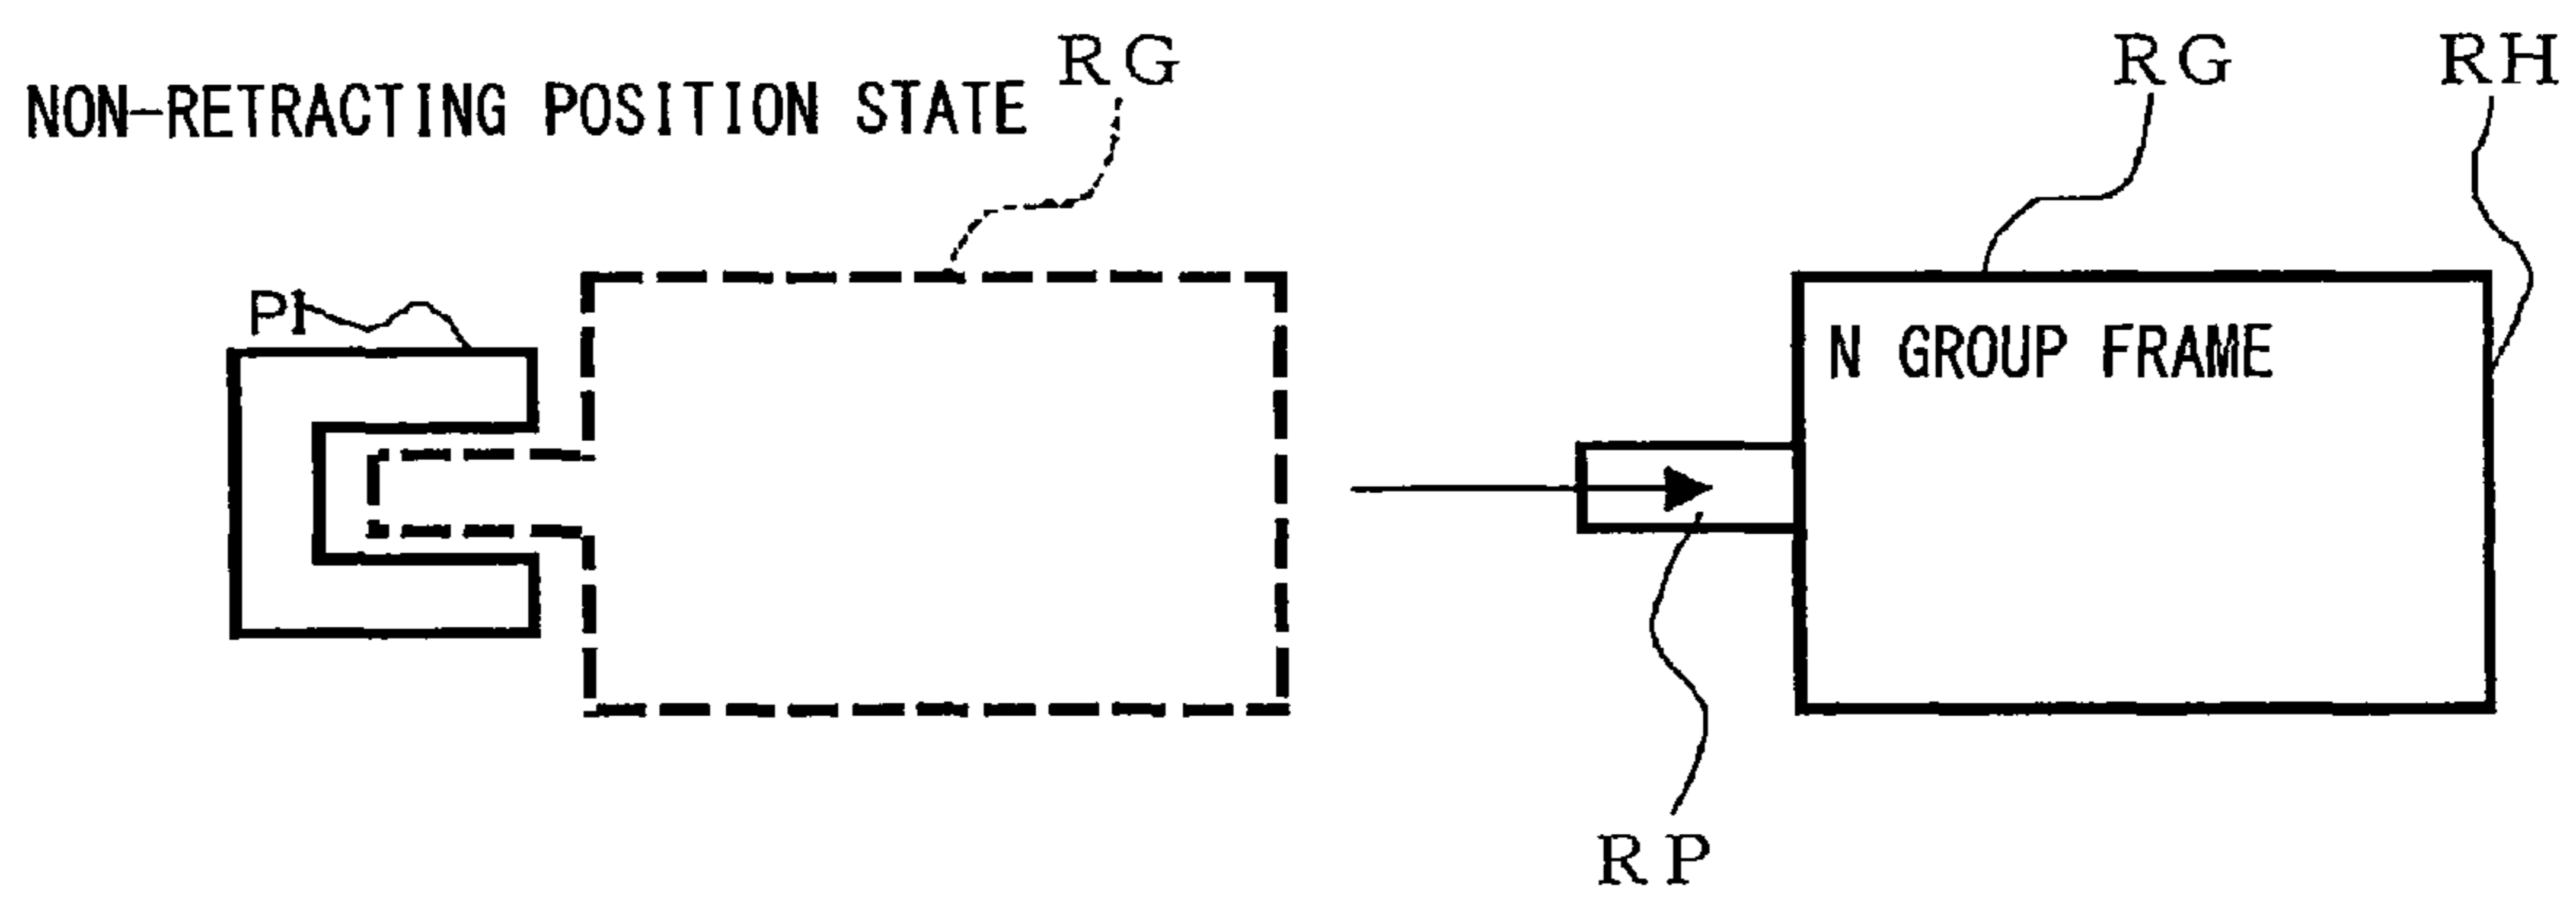 RG
RG
RH
NON-RETRACTING POSITION STATE
PI
N GROUP FRAME
RP